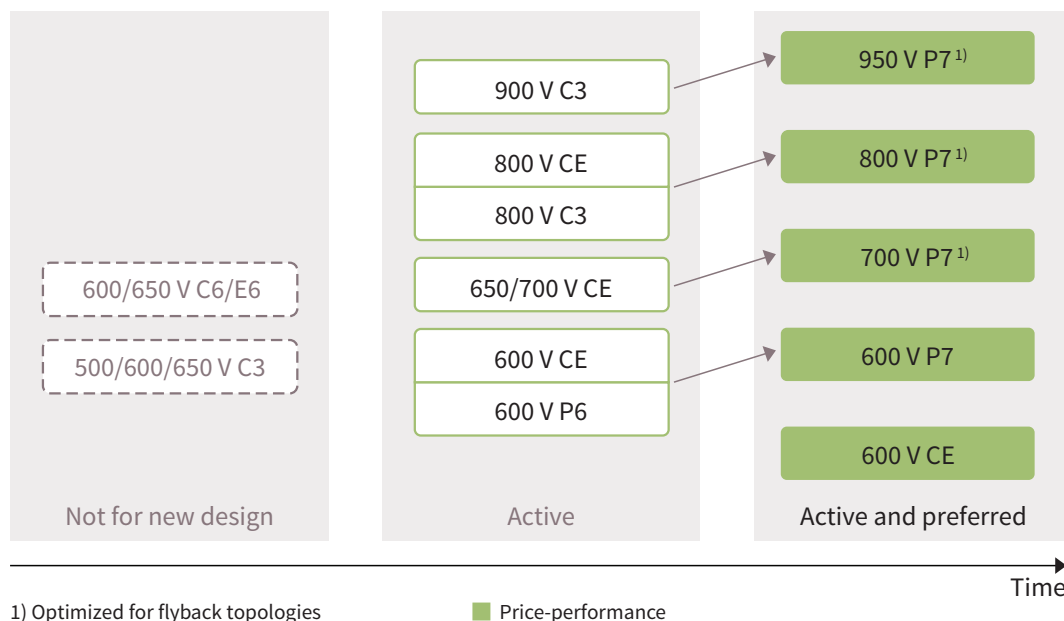 600/650 V C6/E6
500/600/650 V C3
Not for new design
900 V C3
800 V CE
800 V C3
650/700 V CE
600 V CE
600 V P6
Active
950 V P7 1)
800 V P7 1)
700 V P7 1)
600 V P7
600 V CE
Active and preferred
Time
1) Optimized for flyback topologies
Price-performance